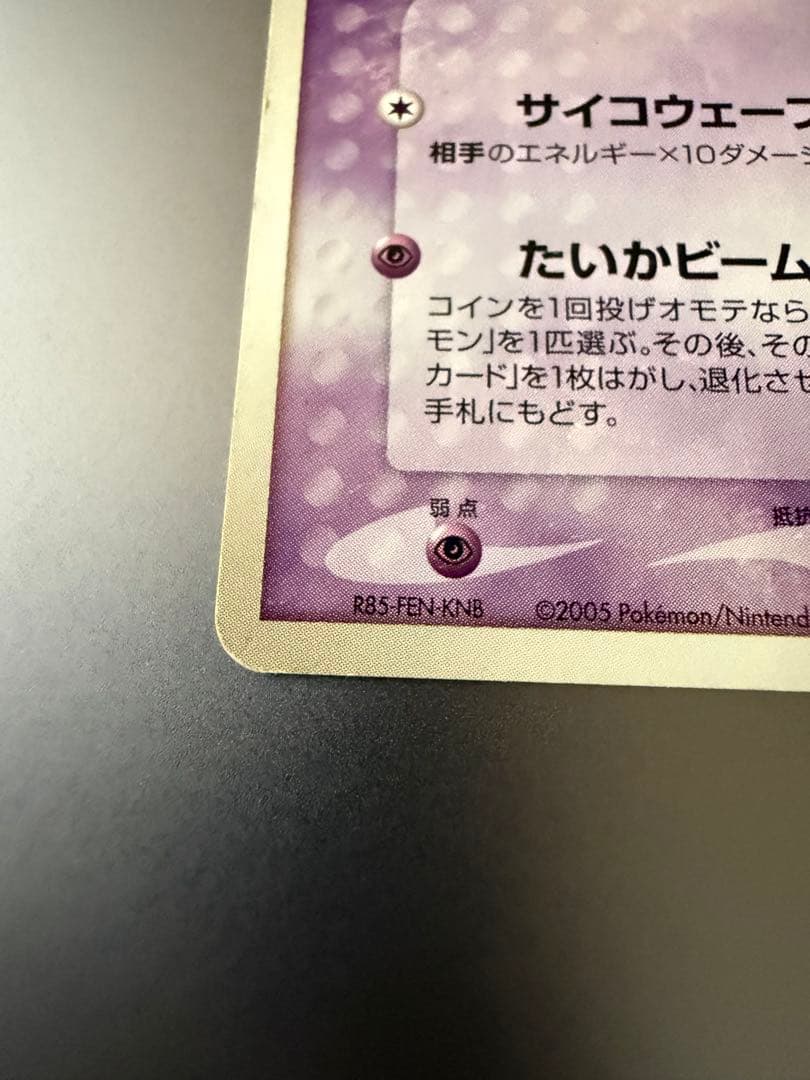 サイコウェーブ
相手のエネルギー×10ダメー
たいかビーム
コインを1回投げオモテなら
モン」を1匹選ぶ。その後、その
カード」を1枚はがし、退化させ
手札にもどす。
弱点
抵抗
R85-FEN-KNB ©2005 Pokémon/Nintend